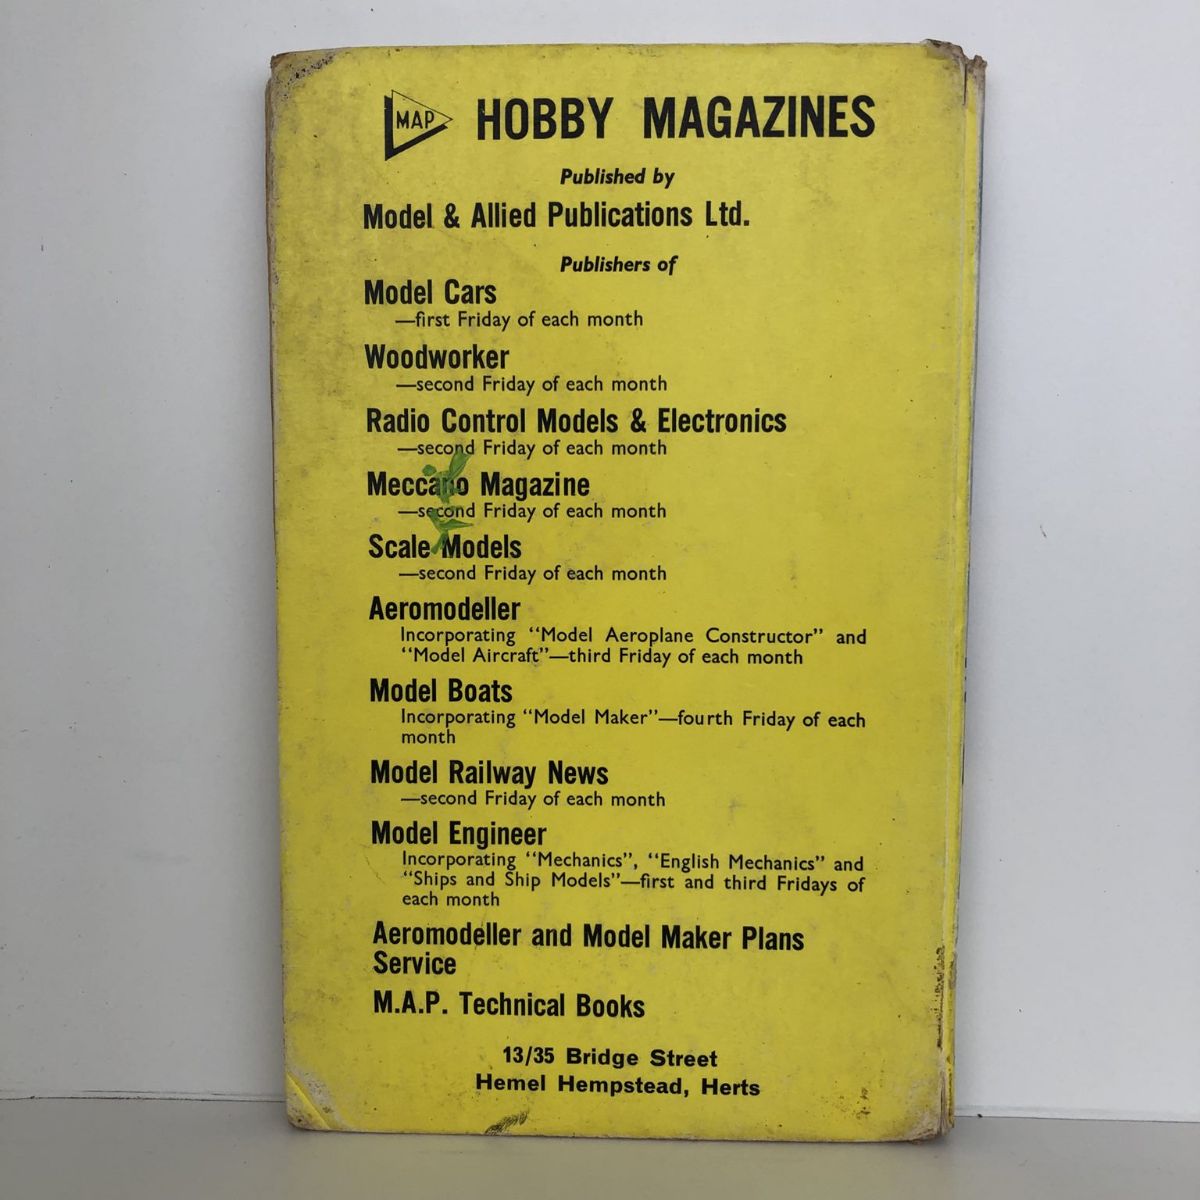 MAP HOBBY MAGAZINES
Published by
Model & Allied Publications Ltd.
Publishers of
Model Cars
—first Friday of each month
Woodworker
—second Friday of each month
Radio Control Models & Electronics
—second Friday of each month
Meccano Magazine
—second Friday of each month
Scale Models
—second Friday of each month
Aeromodeller
Incorporating “Model Aeroplane Constructor” and
“Model Aircraft”—third Friday of each month
Model Boats
Incorporating “Model Maker”—fourth Friday of each
month
Model Railway News
—second Friday of each month
Model Engineer
Incorporating “Mechanics”, “English Mechanics” and
“Ships and Ship Models”—first and third Fridays of
each month
Aeromodeller and Model Maker Plans
Service
M.A.P. Technical Books
13/35 Bridge Street
Hemel Hempstead, Herts